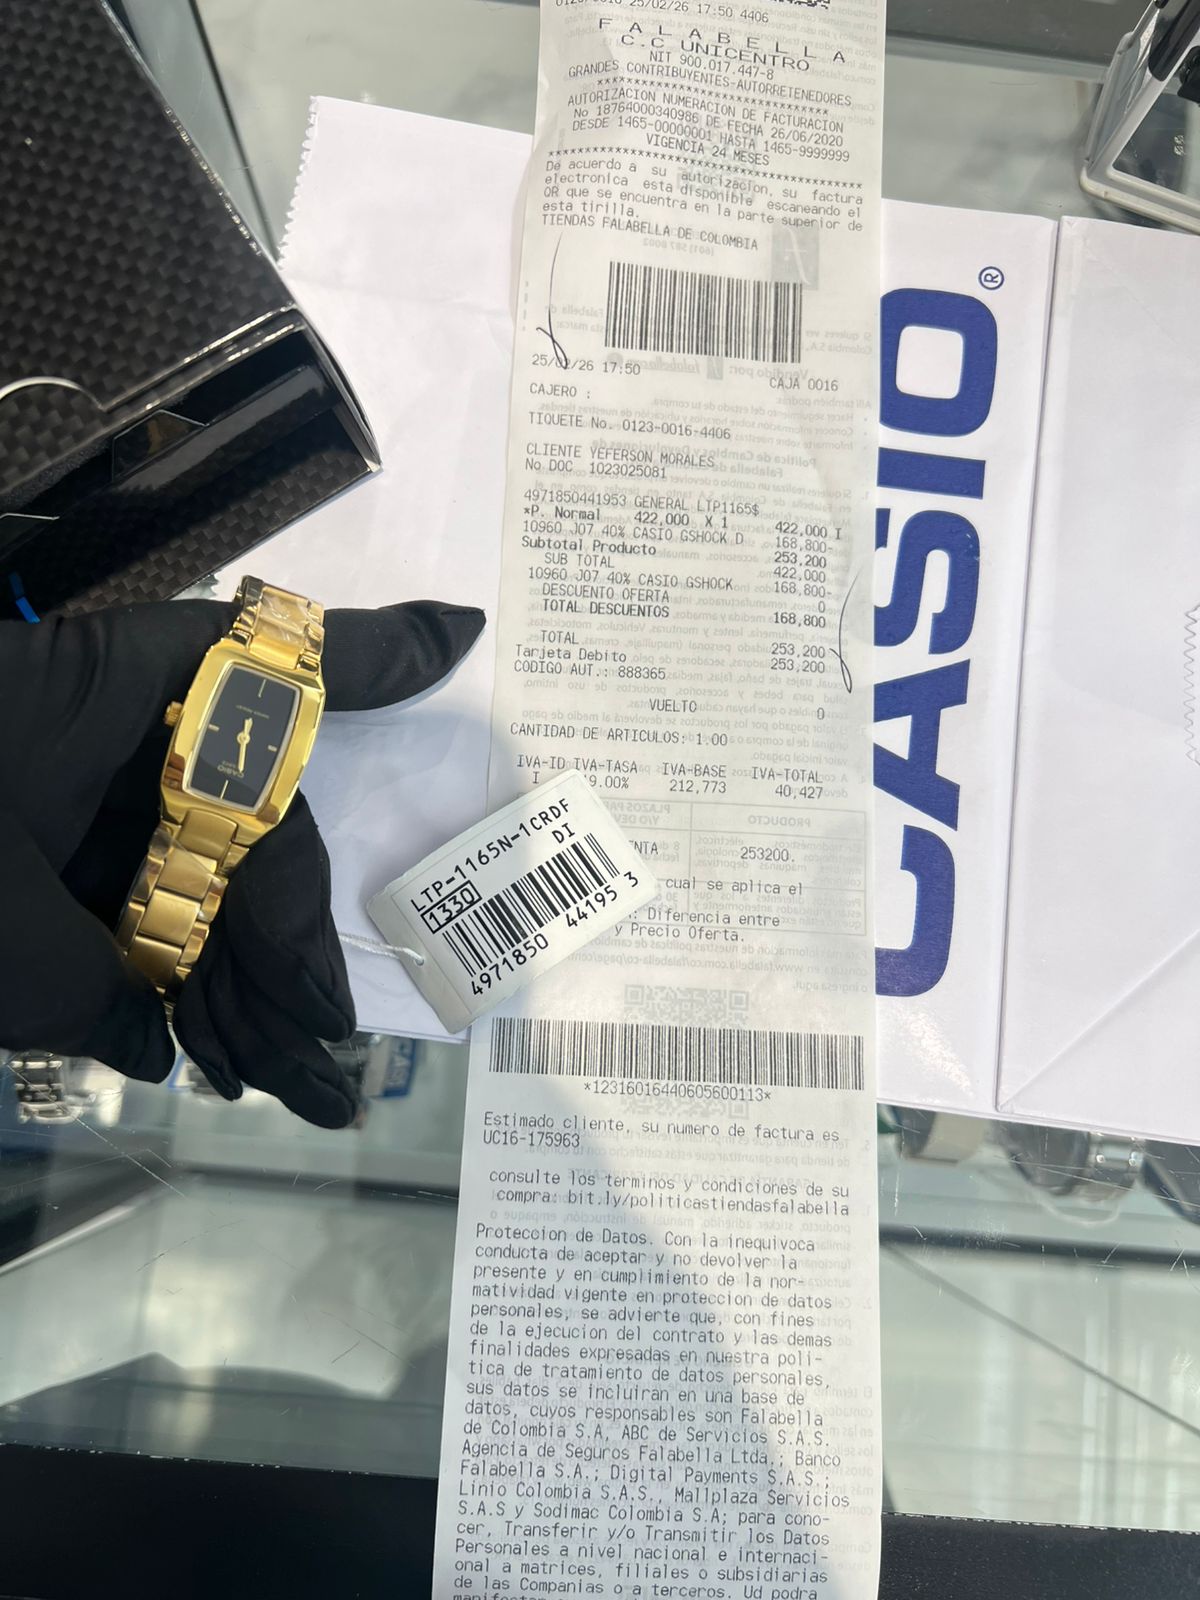 25/02/26 17:50 4406
FALABELLA
C.C UNICENTRO
NIT 900.017.447-8
GRANDES CONTRIBUYENTES-AUTORRETENEDORES
AUTORIZACION NUMERACION DE FACTURACION
No 18764000340986 DE FECHA 26/06/2020
DESDE 1465-00000001 HASTA 1465-9999999
VIGENCIA 24 MESES
De acuerdo a su autorizacion, su factura
electronica esta disponible escaneando el
QR que se encuentra en la parte superior de
esta tirilla.
TIENDAS FALABELLA DE COLOMBIA
25/02/26 17:50 CAJA 0016
CAJERO :
TIQUETE No. 0123-0016-4406
CLIENTE YEFERSON MORALES
No DOC 1023025081
4971850441953 GENERAL LTP1165$
*P. Normal 422,000 X 1 422,000 I
10960 J07 40% CASIO GSHOCK D 168,800-
Subtotal Producto 253,200
SUB TOTAL 422,000
10960 J07 40% CASIO GSHOCK 168,800-
DESCUENTO OFERTA 0
TOTAL DESCUENTOS 168,800
TOTAL 253,200
Tarjeta Debito 253,200
CODIGO AUT.: 888365
VUELTO 0
CANTIDAD DE ARTICULOS: 1.00
IVA-ID IVA-TASA IVA-BASE IVA-TOTAL
I 9.00% 212,773 40,427
253200.
cual se aplica el
: Diferencia entre
y Precio Oferta.
*12316016440605600113*
Estimado cliente, su numero de factura es
UC16-175963
consulte los terminos y condiciones de su
compra: bit.ly/politicastiendasfalabella
Proteccion de Datos. Con la inequivoca
conducta de aceptar y no devolver la
presente y en cumplimiento de la nor-
matividad vigente en proteccion de datos
personales, se advierte que, con fines
de la ejecucion del contrato y las demas
finalidades expresadas en nuestra poli-
tica de tratamiento de datos personales,
sus datos se incluiran en una base de
datos, cuyos responsables son Falabella
de Colombia S.A, ABC de Servicios S.A.S.
Agencia de Seguros Falabella Ltda.; Banco
Falabella S.A.; Digital Payments S.A.S.;
Linio Colombia S.A.S., Mallplaza Servicios
S.A.S y Sodimac Colombia S.A; para cono-
cer, Transferir y/o Transmitir los Datos
Personales a nivel nacional e internaci-
onal a matrices, filiales o subsidiarias
de las Companias o a terceros. Ud podra
LTP-1165N-1CRDF
1330 DI
4971850 44195 3
CASIO
CASIO®